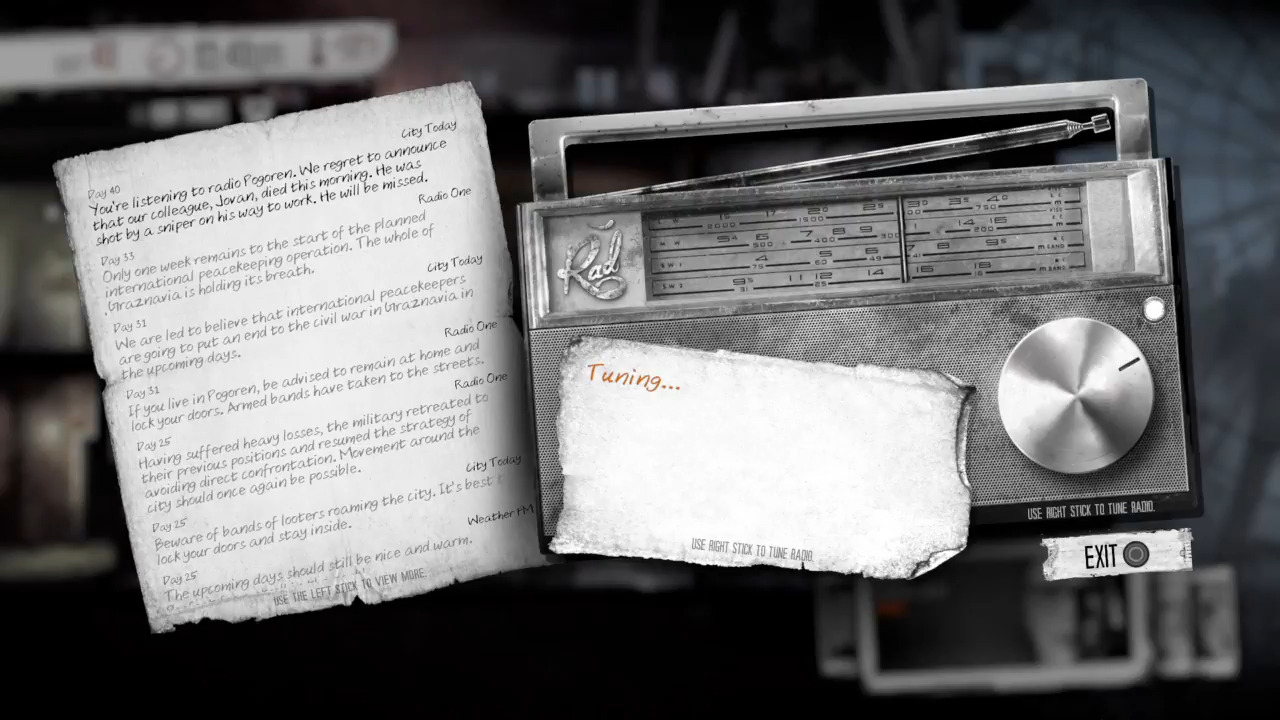 City Today
Day 40
You're listening to radio Pogoren. We regret to announce
that our colleague, Jovan, died this morning. He was
shot by a sniper on his way to work. He will be missed.
Radio One
Day 33
Only one week remains to the start of the planned
international peacekeeping operation. The whole of
Graznavia is holding its breath.
City Today
Day 31
We are led to believe that international peacekeepers
are going to put an end to the civil war in Graznavia in
the upcoming days.
Radio One
Day 31
If you live in Pogoren, be advised to remain at home and
lock your doors. Armed bands have taken to the streets.
Radio One
Day 25
Having suffered heavy losses, the military retreated to
their previous positions and resumed the strategy of
avoiding direct confrontation. Movement around the
city should once again be possible.
City Today
Day 25
Beware of bands of looters roaming the city. It's best t
lock your doors and stay inside.
Weather FM
Day 25
The upcoming days should still be nice and warm.
USE THE LEFT STICK TO VIEW MORE.
Rad
Tuning...
USE RIGHT STICK TO TUNE RADIO.
USE RIGHT STICK TO TUNE RADIO.
EXIT